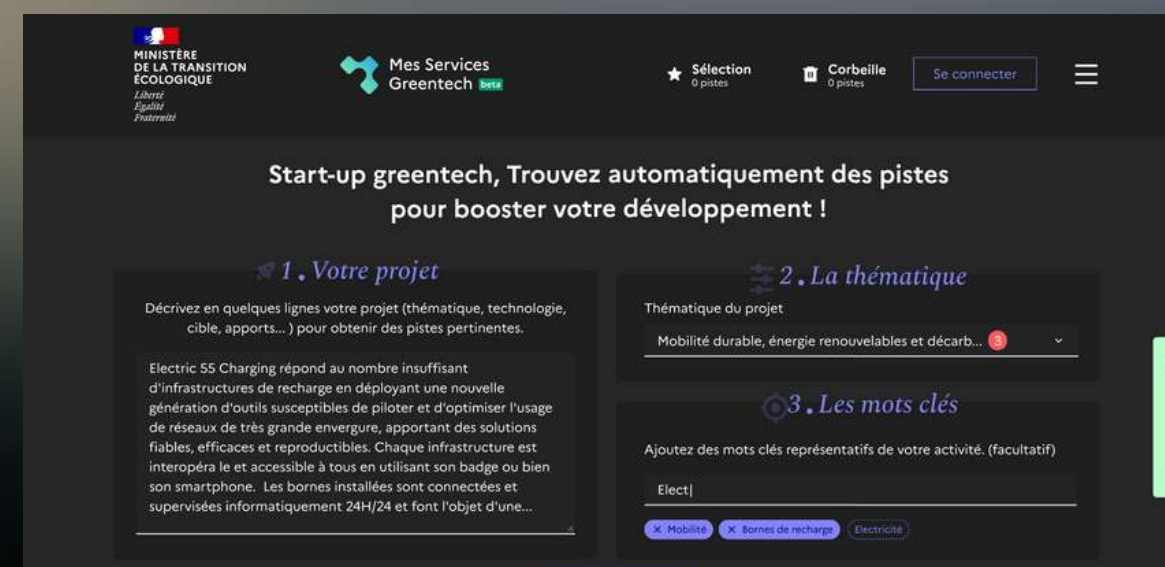 MINISTÈRE
DE LA TRANSITION
ÉCOLOGIQUE
Liberté
Égalité
Fraternité
Mes Services
Greentech beta
Sélection
0 pistes
Corbeille
0 pistes
Se connecter
Start-up greentech, Trouvez automatiquement des pistes
pour booster votre développement !
1. Votre projet
Décrivez en quelques lignes votre projet (thématique, technologie,
cible, apports... ) pour obtenir des pistes pertinentes.
Electric 55 Charging répond au nombre insuffisant
d'infrastructures de recharge en déployant une nouvelle
génération d'outils susceptibles de piloter et d'optimiser l'usage
de réseaux de très grande envergure, apportant des solutions
fiables, efficaces et reproductibles. Chaque infrastructure est
interopéra le et accessible à tous en utilisant son badge ou bien
son smartphone. Les bornes installées sont connectées et
supervisées informatiquement 24H/24 et font l'objet d'une...
2. La thématique
Thématique du projet
Mobilité durable, énergie renouvelables et décarb... 3
3. Les mots clés
Ajoutez des mots clés représentatifs de votre activité. (facultatif)
Elect
X Mobilité X Bornes de recharge Electricité